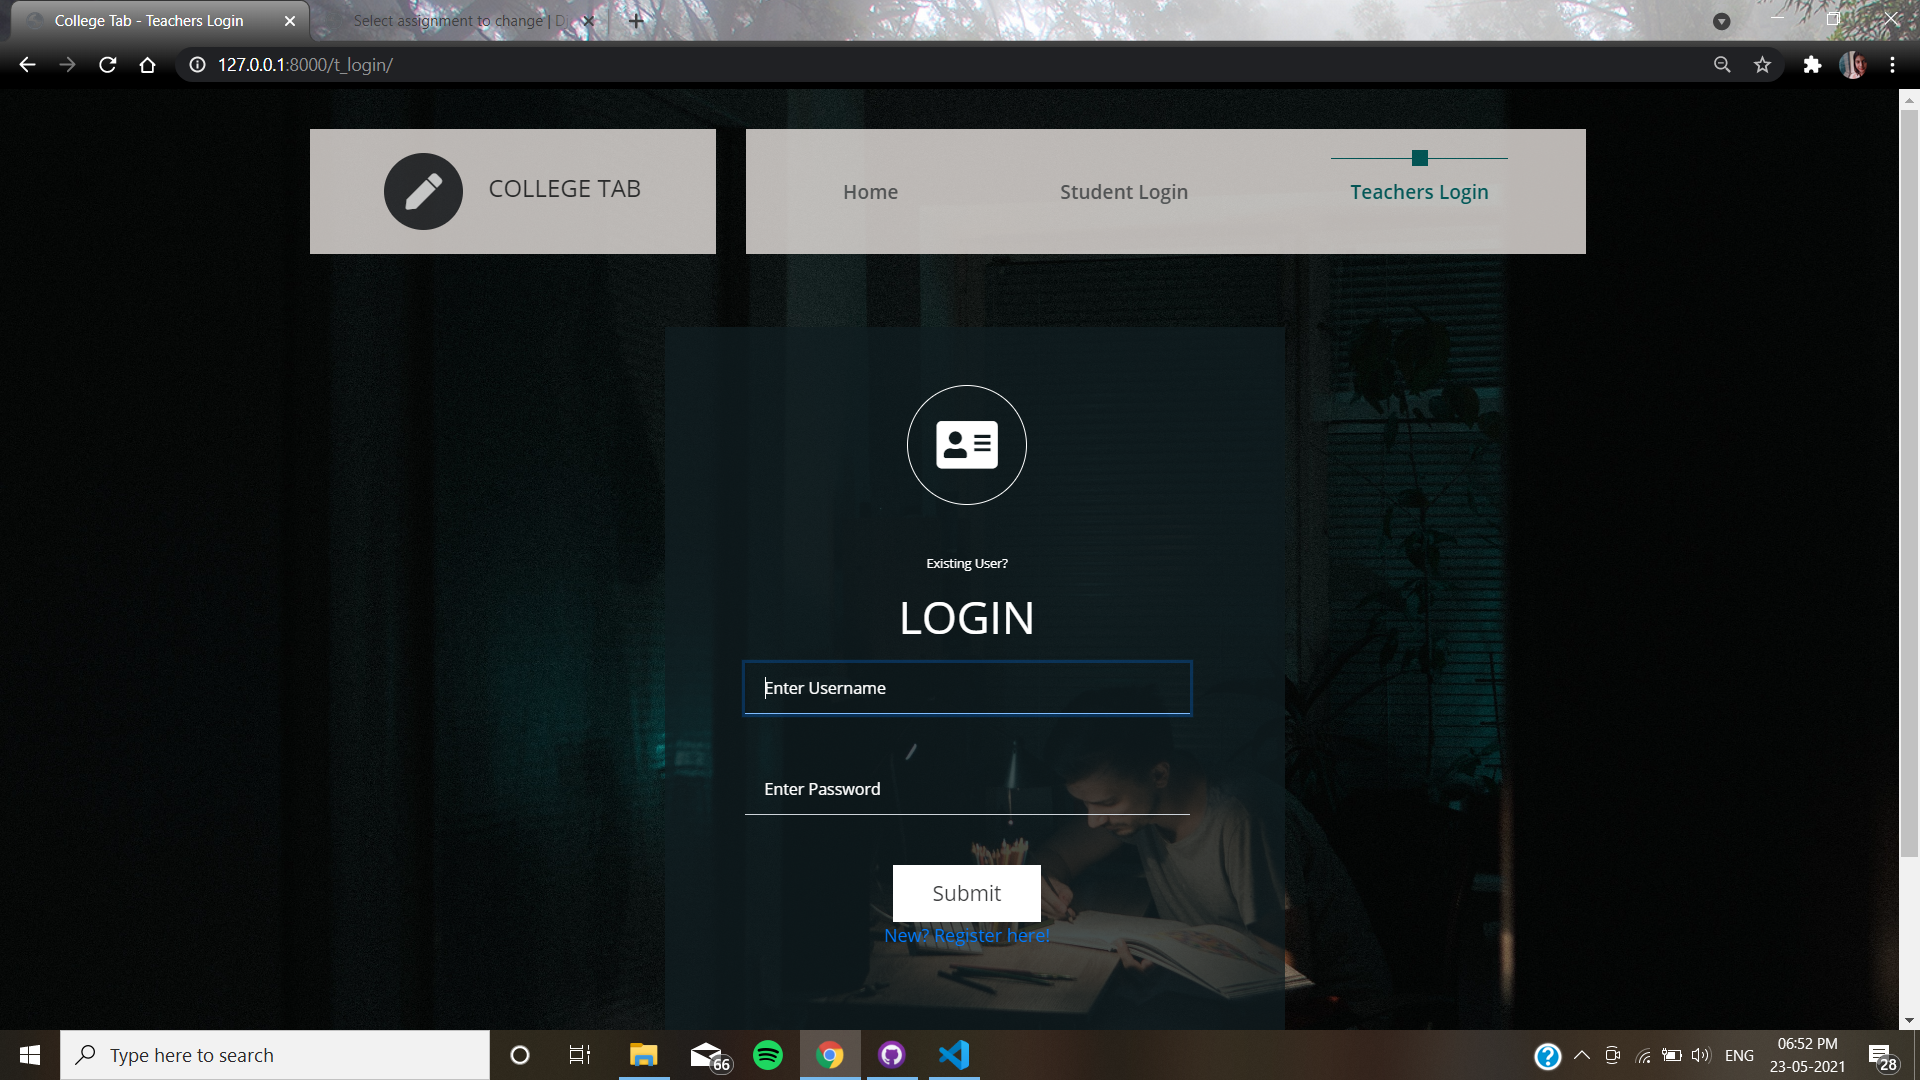 College Tab - Teachers Login
Select assignment to change | Dj
127.0.0.1:8000/t_login/
COLLEGE TAB
Home
Student Login
Teachers Login
Existing User?
LOGIN
Enter Username
Enter Password
Submit
New? Register here!
Type here to search
66
ENG
06:52 PM
23-05-2021
28